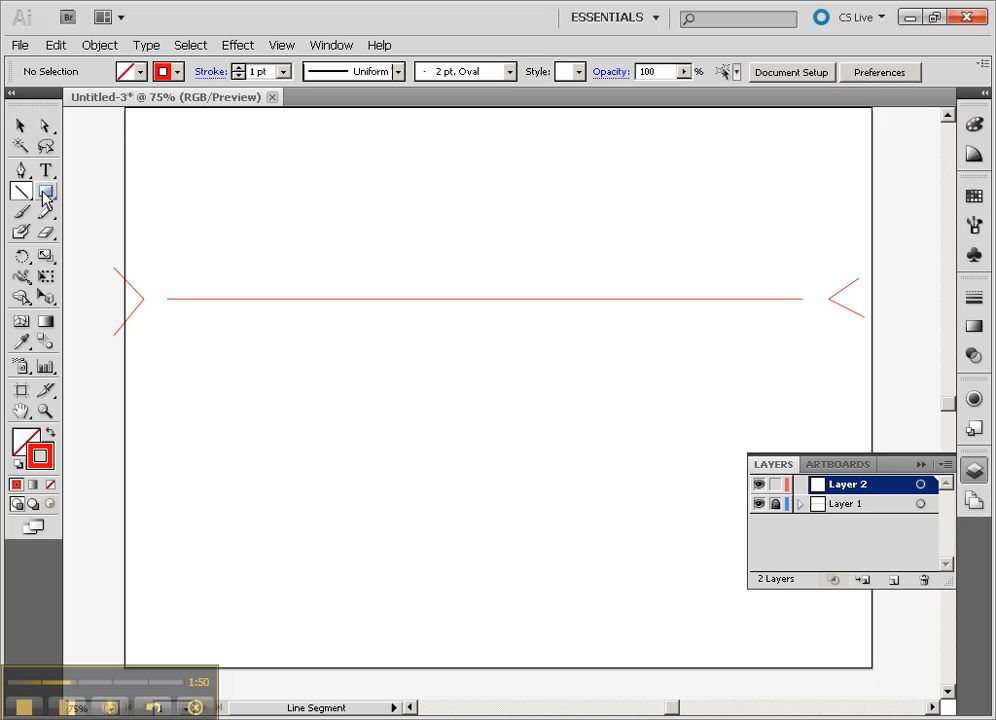 Ai Br ESSENTIALS CS Live
File Edit Object Type Select Effect View Window Help
No Selection Stroke: 1 pt Uniform 2 pt. Oval Style: Opacity: 100 % Document Setup Preferences
Untitled-3* @ 75% (RGB/Preview)
T
LAYERS ARTBOARDS
Layer 2
Layer 1
2 Layers
1:50
75% 1 Line Segment